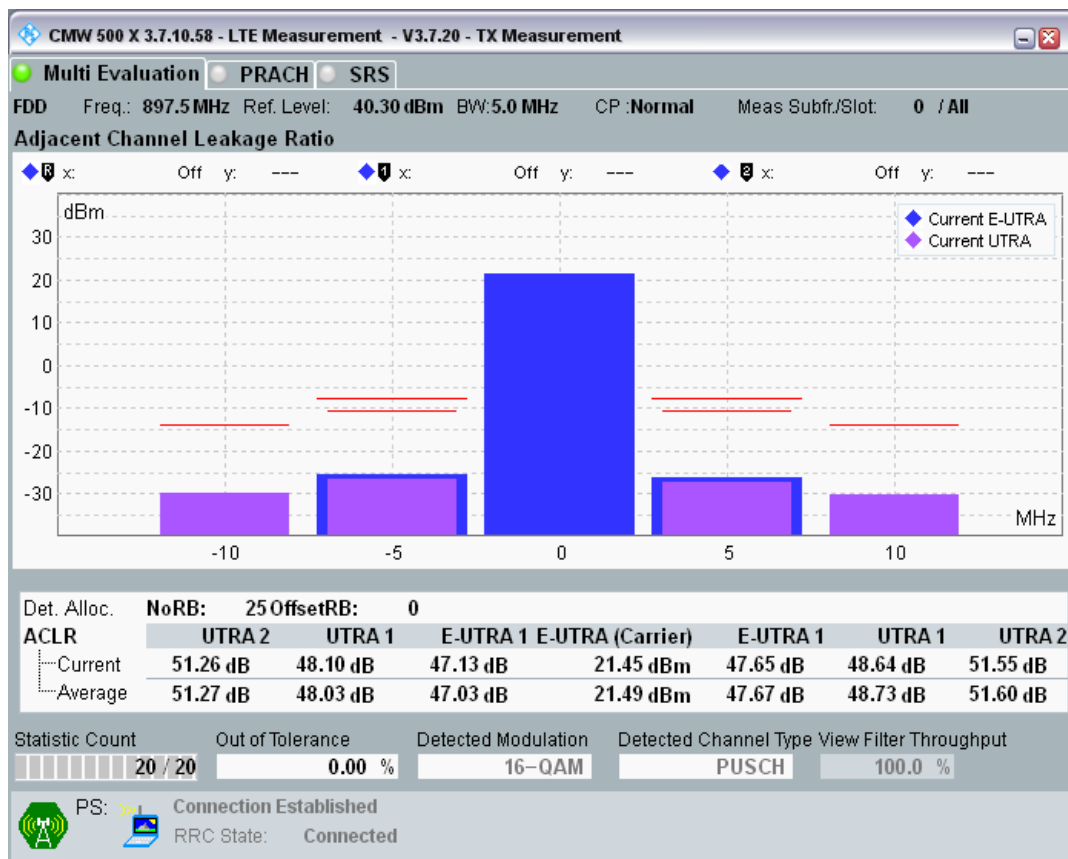 CMW 500 X 3.7.10.58 - LTE Measurement - V3.7.20 - TX Measurement
Multi Evaluation PRACH SRS
FDD Freq.: 897.5 MHz Ref. Level: 40.30 dBm BW:5.0 MHz CP :Normal Meas Subfr./Slot: 0 / All
Adjacent Channel Leakage Ratio
R x: Off y: --- 1 x: Off y: --- 2 x: Off y: ---
dBm
Current E-UTRA
Current UTRA
30
20
10
0
-10
-20
-30
MHz
-10 -5 0 5 10
Det. Alloc. NoRB: 25 OffsetRB: 0
ACLR UTRA 2 UTRA 1 E-UTRA 1 E-UTRA (Carrier) E-UTRA 1 UTRA 1 UTRA 2
Current 51.26 dB 48.10 dB 47.13 dB 21.45 dBm 47.65 dB 48.64 dB 51.55 dB
Average 51.27 dB 48.03 dB 47.03 dB 21.49 dBm 47.67 dB 48.73 dB 51.60 dB
Statistic Count Out of Tolerance Detected Modulation Detected Channel Type View Filter Throughput
20 / 20 0.00 % 16-QAM PUSCH 100.0 %
PS: Connection Established
RRC State: Connected